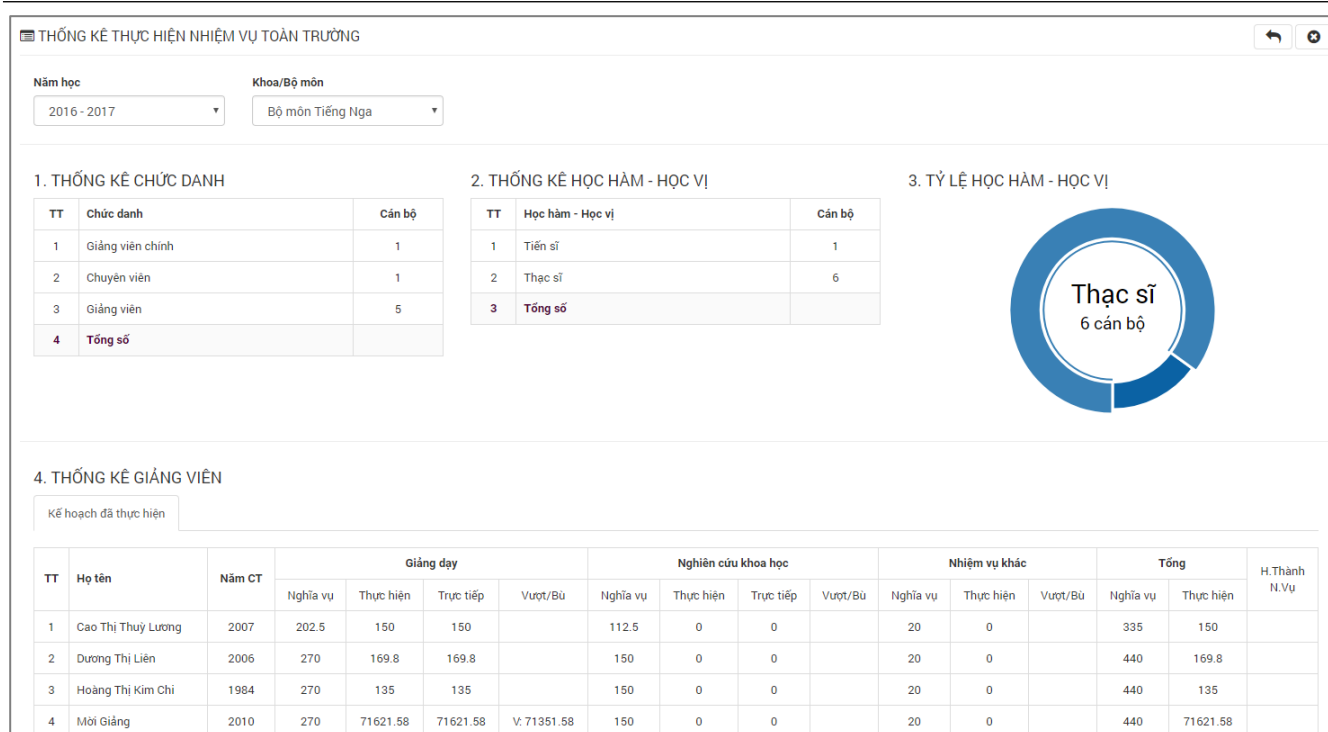 THỐNG KÊ THỰC HIỆN NHIỆM VỤ TOÀN TRƯỜNG
Năm học Khoa/Bộ môn
2016 - 2017 Bộ môn Tiếng Nga
1. THỐNG KÊ CHỨC DANH
TT Chức danh Cán bộ
1 Giảng viên chính 1
2 Chuyên viên 1
3 Giảng viên 5
4 Tổng số
2. THỐNG KÊ HỌC HÀM - HỌC VỊ
TT Học hàm - Học vị Cán bộ
1 Tiến sĩ 1
2 Thạc sĩ 6
3 Tổng số
3. TỶ LỆ HỌC HÀM - HỌC VỊ
Thạc sĩ
6 cán bộ
4. THỐNG KÊ GIẢNG VIÊN
Kế hoạch đã thực hiện
TT Họ tên Năm CT Giảng dạy Nghiên cứu khoa học Nhiệm vụ khác Tổng H.Thành N.Vụ
Nghĩa vụ Thực hiện Trực tiếp Vượt/Bù Nghĩa vụ Thực hiện Trực tiếp Vượt/Bù Nghĩa vụ Thực hiện Vượt/Bù Nghĩa vụ Thực hiện
1 Cao Thị Thuỳ Lương 2007 202.5 150 150 112.5 0 0 20 0 335 150
2 Dương Thị Liên 2006 270 169.8 169.8 150 0 0 20 0 440 169.8
3 Hoàng Thị Kim Chi 1984 270 135 135 150 0 0 20 0 440 135
4 Mời Giảng 2010 270 71621.58 71621.58 V: 71351.58 150 0 0 20 0 440 71621.58